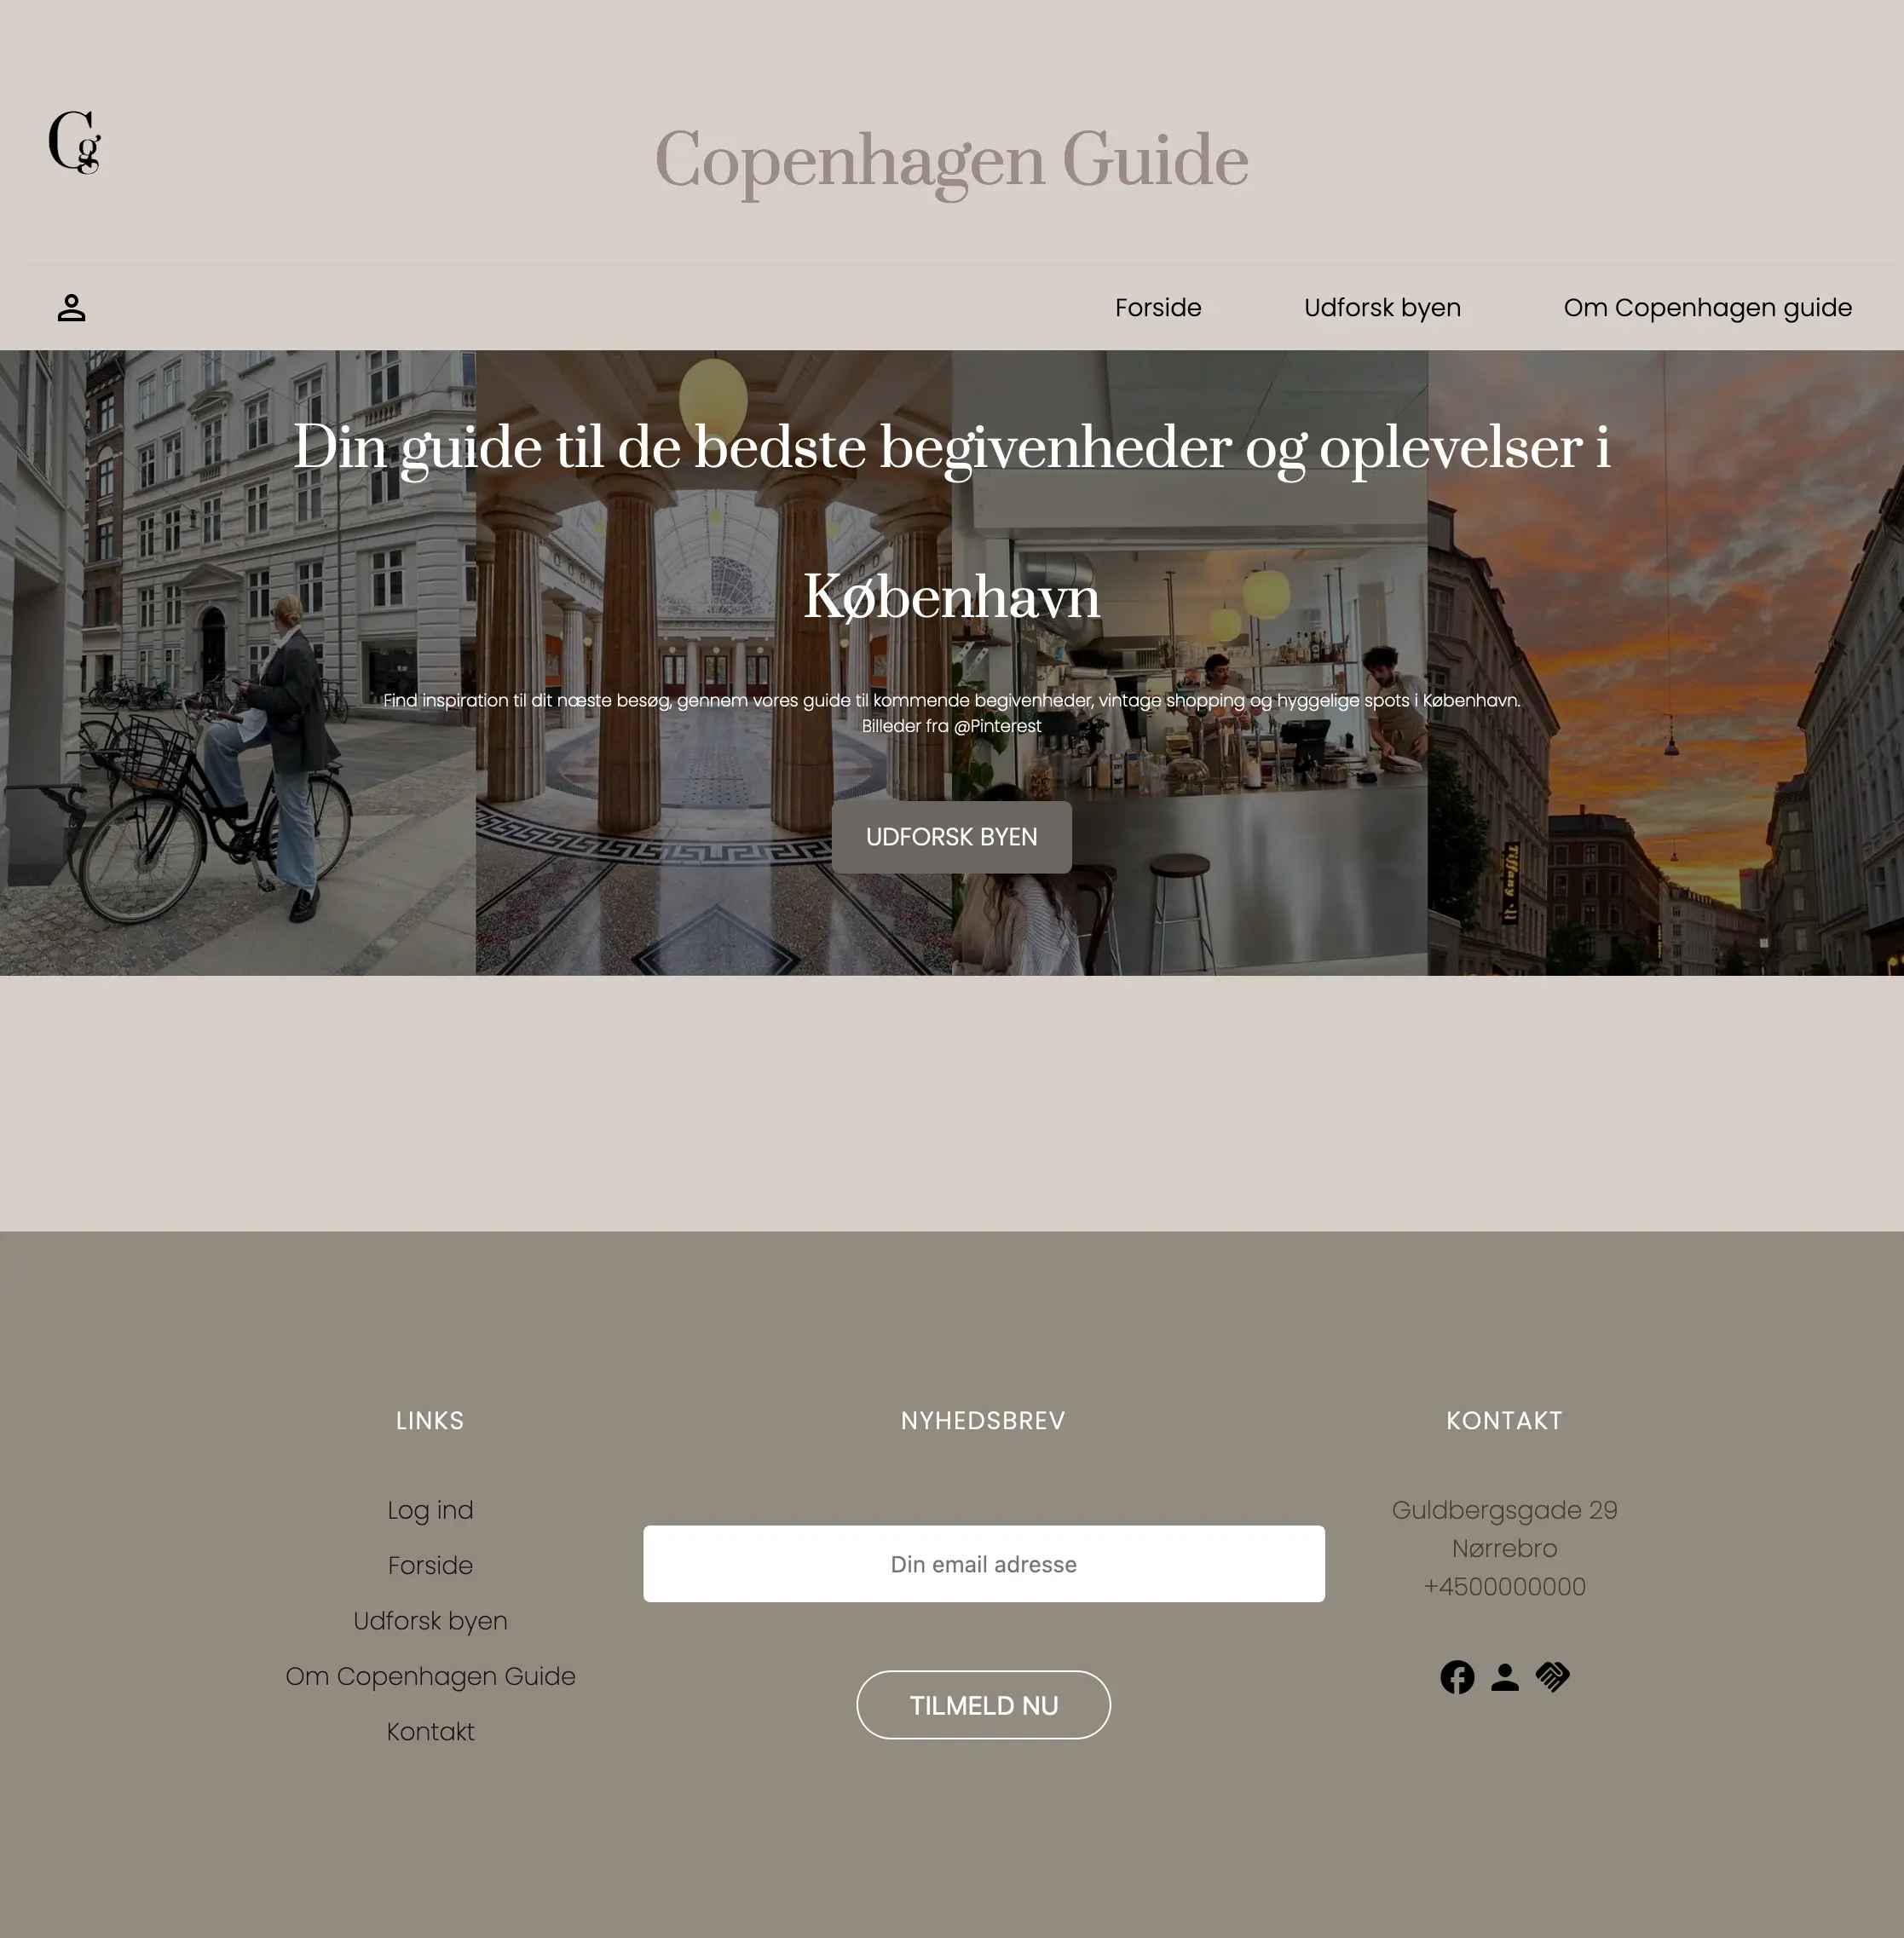 Cg
Copenhagen Guide
Forside Udforsk byen Om Copenhagen guide
Din guide til de bedste begivenheder og oplevelser i
København
Find inspiration til dit næste besøg, gennem vores guide til kommende begivenheder, vintage shopping og hyggelige spots i København.
Billeder fra @Pinterest
UDFORSK BYEN
Tiffany
LINKS
Log ind
Forside
Udforsk byen
Om Copenhagen Guide
Kontakt
NYHEDSBREV
Din email adresse
TILMELD NU
KONTAKT
Guldbergsgade 29
Nørrebro
+4500000000